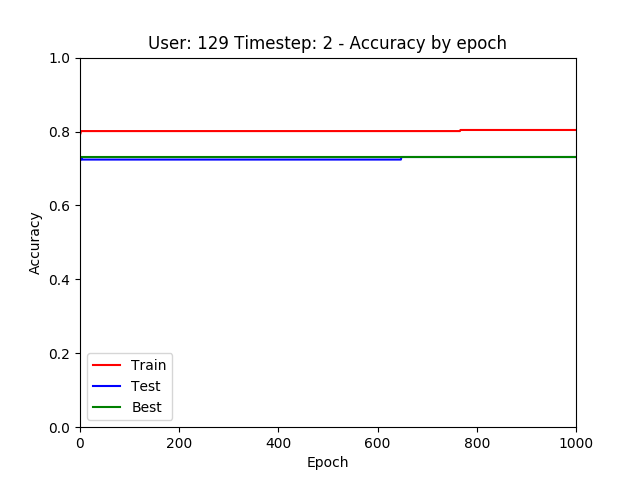 User: 129 Timestep: 2 - Accuracy by epoch
1.0
0.8
0.6
0.4
0.2
0.0
Accuracy
Train
Test
Best
0 200 400 600 800 1000
Epoch